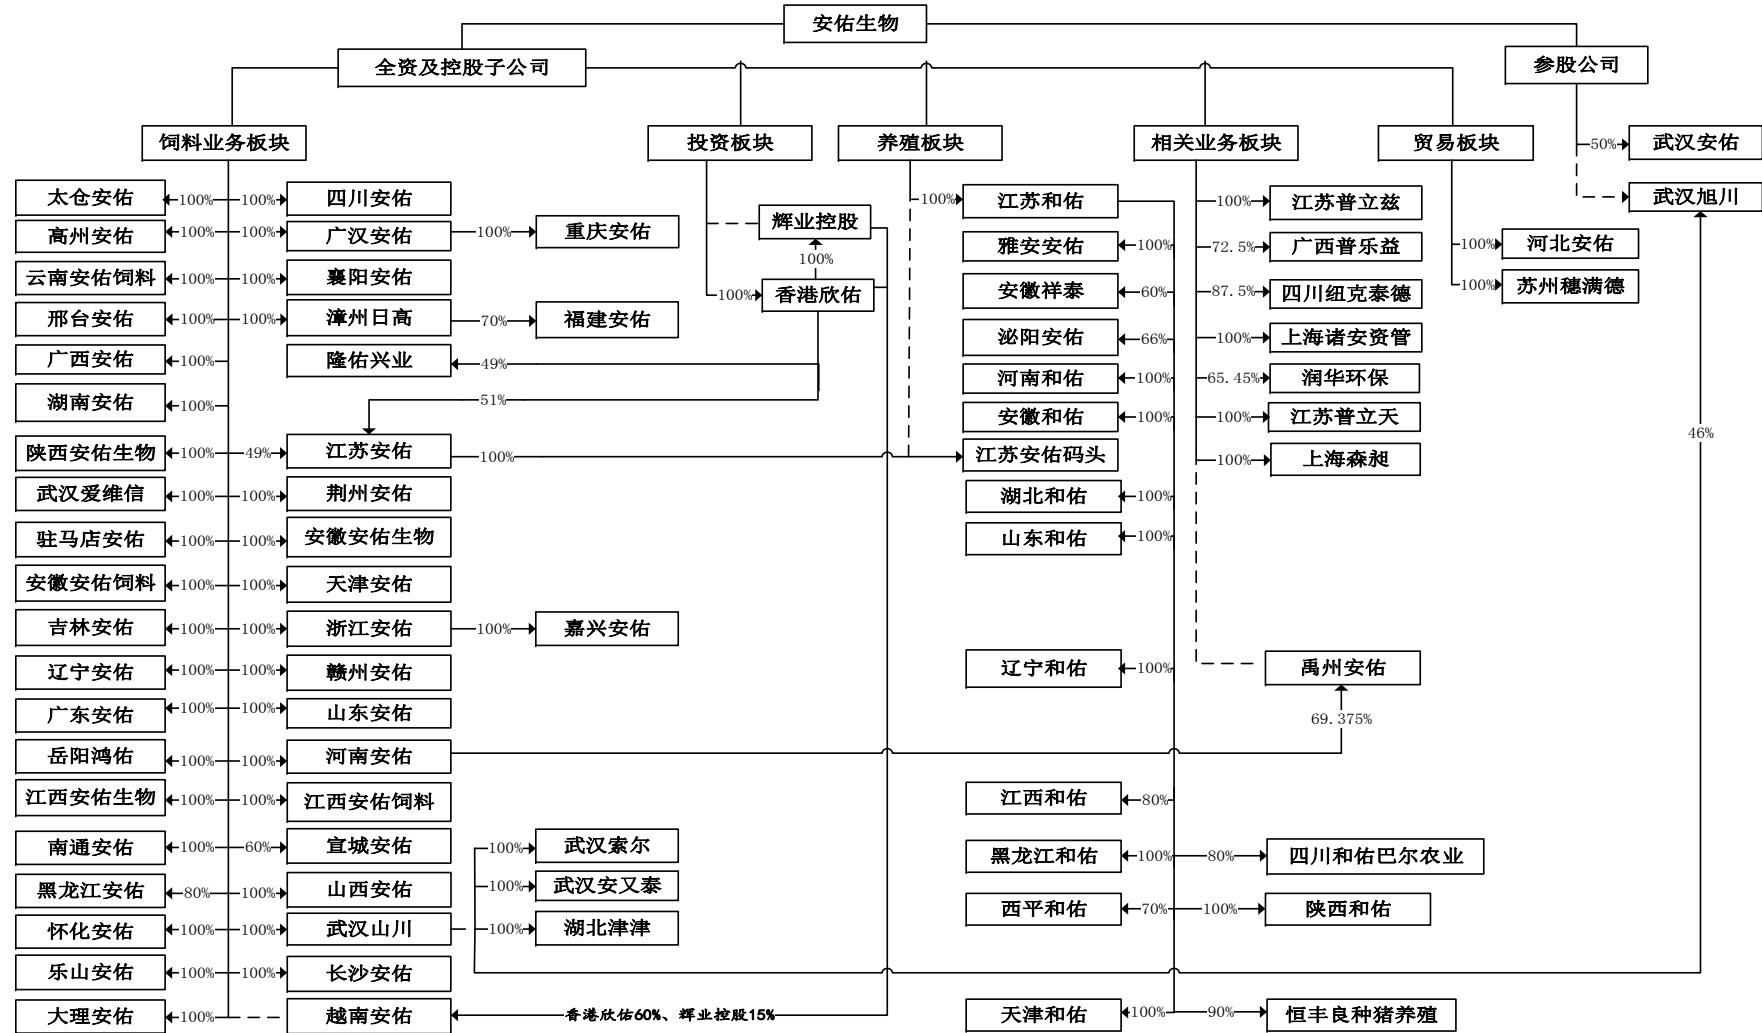 安佑生物
全资及控股子公司
参股公司
饲料业务板块
投资板块
养殖板块
相关业务板块
贸易板块
50%
武汉安佑
武汉旭川
46%
太仓安佑
100%
100%
四川安佑
高州安佑
100%
100%
广汉安佑
100%
重庆安佑
云南安佑饲料
100%
100%
襄阳安佑
邢台安佑
100%
100%
漳州日高
70%
福建安佑
广西安佑
100%
隆佑兴业
49%
湖南安佑
100%
51%
陕西安佑生物
100%
49%
江苏安佑
100%
武汉爱维信
100%
100%
荆州安佑
驻马店安佑
100%
100%
安徽安佑生物
安徽安佑饲料
100%
100%
天津安佑
吉林安佑
100%
100%
浙江安佑
100%
嘉兴安佑
辽宁安佑
100%
100%
赣州安佑
广东安佑
100%
100%
山东安佑
岳阳鸿佑
100%
100%
河南安佑
江西安佑生物
100%
100%
江西安佑饲料
南通安佑
100%
60%
宣城安佑
100%
武汉索尔
黑龙江安佑
80%
100%
山西安佑
100%
武汉安又泰
怀化安佑
100%
100%
武汉山川
100%
湖北津津
乐山安佑
100%
100%
长沙安佑
大理安佑
100%
越南安佑
香港欣佑60%、辉业控股15%
辉业控股
100%
100%
香港欣佑
100%
江苏和佑
雅安安佑
100%
安徽祥泰
60%
泌阳安佑
66%
河南和佑
100%
安徽和佑
100%
江苏安佑码头
湖北和佑
100%
山东和佑
100%
辽宁和佑
100%
江西和佑
80%
黑龙江和佑
100%
80%
四川和佑巴尔农业
西平和佑
70%
100%
陕西和佑
天津和佑
100%
90%
恒丰良种猪养殖
100%
江苏普立兹
72.5%
广西普乐益
87.5%
四川纽克泰德
100%
上海诸安资管
65.45%
润华环保
100%
江苏普立天
100%
上海森昶
禹州安佑
69.375%
100%
河北安佑
100%
苏州穗满德